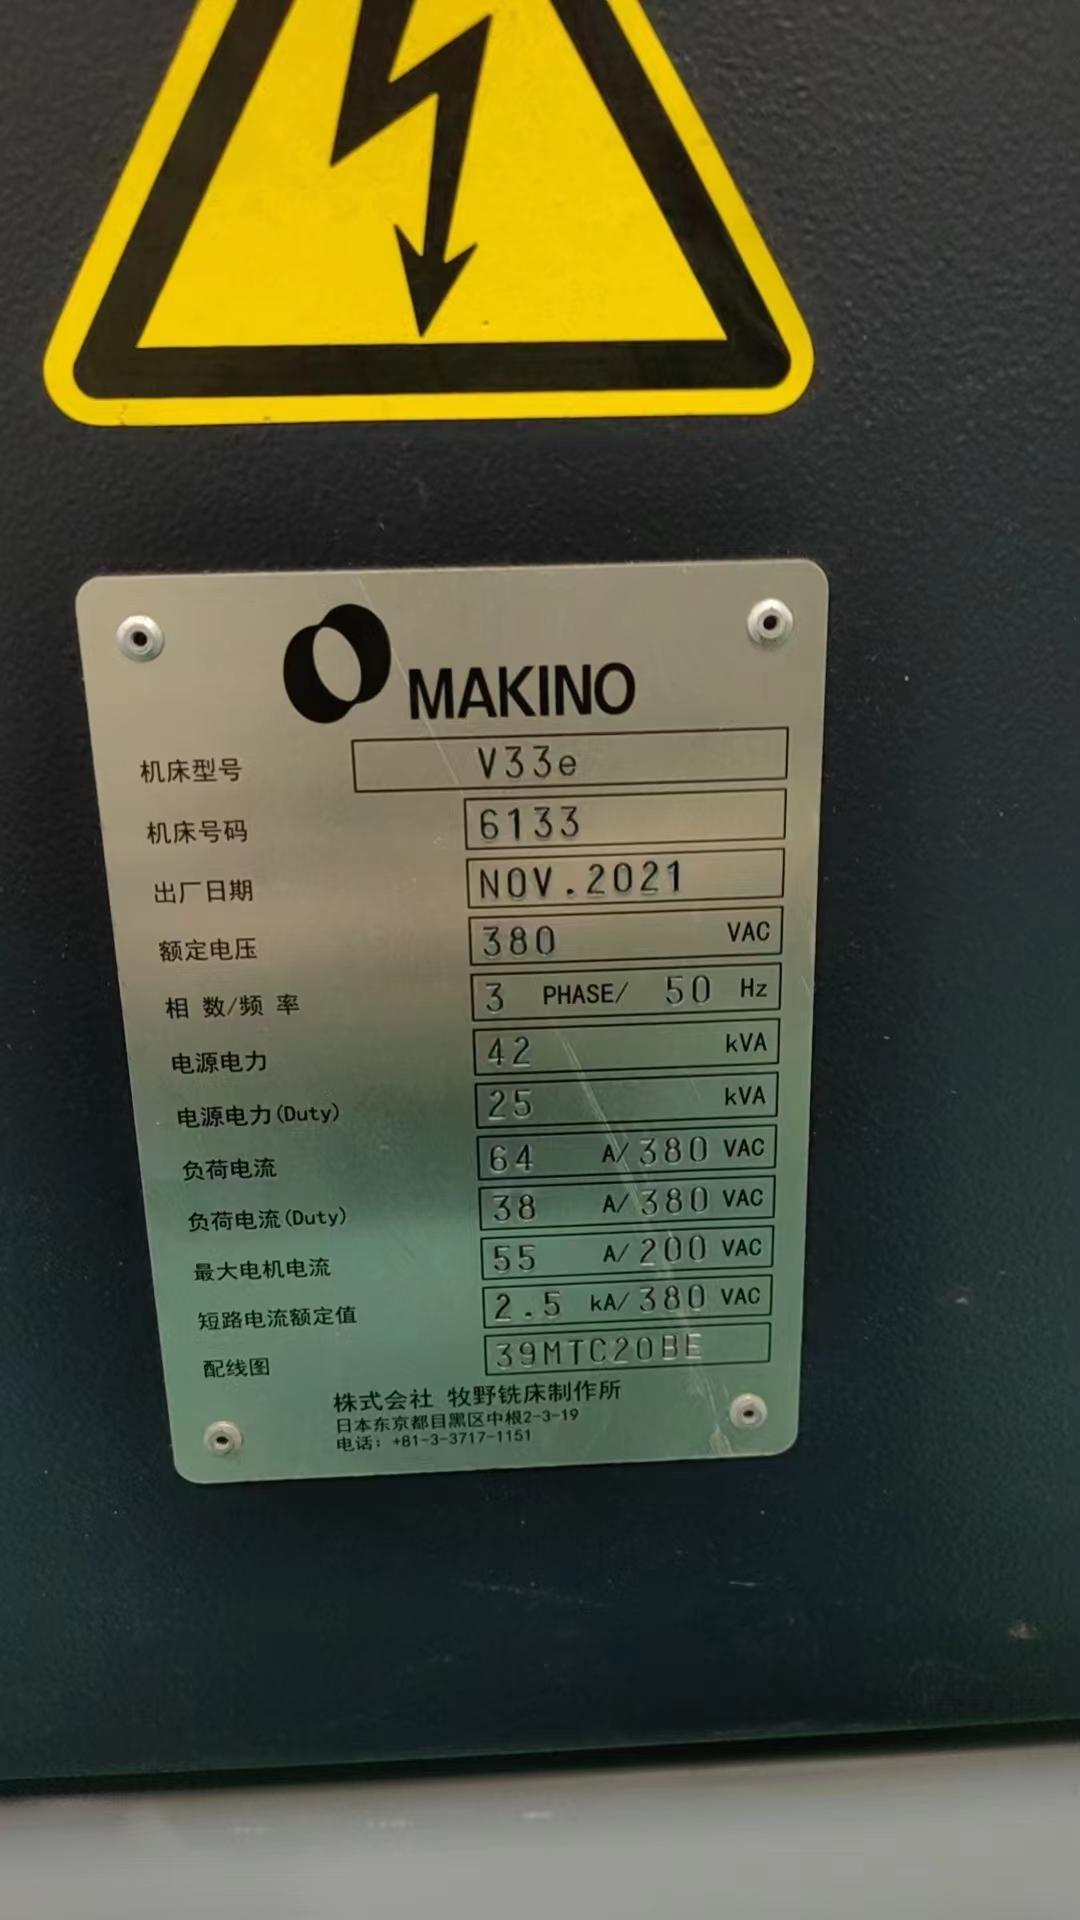 MAKINO
机床型号 V33e
机床号码 6133
出厂日期 NOV.2021
额定电压 380 VAC
相 数/频 率 3 PHASE/ 50 Hz
电源电力 42 kVA
电源电力(Duty) 25 kVA
负荷电流 64 A/380 VAC
负荷电流(Duty) 38 A/380 VAC
最大电机电流 55 A/200 VAC
短路电流额定值 2.5 kA/380 VAC
配线图 39MTC20BE
株式会社 牧野铣床制作所
日本东京都目黑区中根2-3-19
电话: +81-3-3717-1151